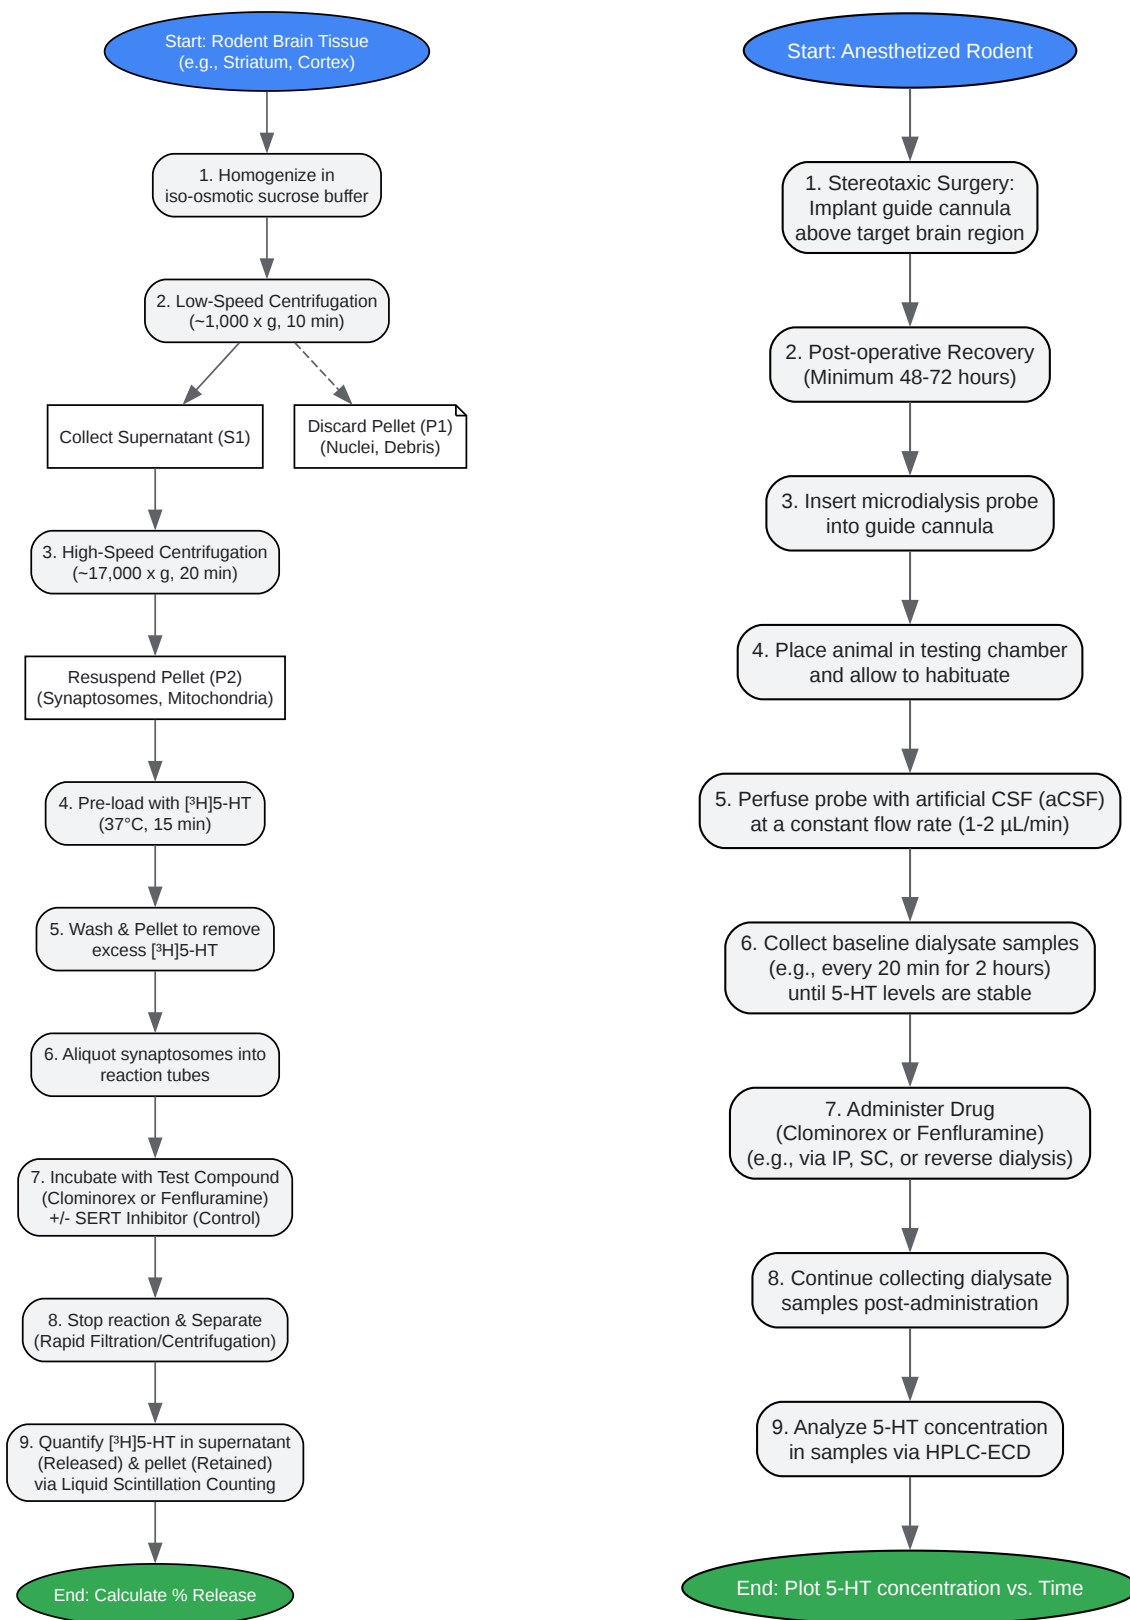 Start: Rodent Brain Tissue
(e.g., Striatum, Cortex)
1. Homogenize in
iso-osmotic sucrose buffer
2. Low-Speed Centrifugation
(~1,000 x g, 10 min)
Collect Supernatant (S1)
Discard Pellet (P1)
(Nuclei, Debris)
3. High-Speed Centrifugation
(~17,000 x g, 20 min)
Resuspend Pellet (P2)
(Synaptosomes, Mitochondria)
4. Pre-load with [³H]5-HT
(37°C, 15 min)
5. Wash & Pellet to remove
excess [³H]5-HT
6. Aliquot synaptosomes into
reaction tubes
7. Incubate with Test Compound
(Clominorex or Fenfluramine)
+/- SERT Inhibitor (Control)
8. Stop reaction & Separate
(Rapid Filtration/Centrifugation)
9. Quantify [³H]5-HT in supernatant
(Released) & pellet (Retained)
via Liquid Scintillation Counting
End: Calculate % Release
Start: Anesthetized Rodent
1. Stereotaxic Surgery:
Implant guide cannula
above target brain region
2. Post-operative Recovery
(Minimum 48-72 hours)
3. Insert microdialysis probe
into guide cannula
4. Place animal in testing chamber
and allow to habituate
5. Perfuse probe with artificial CSF (aCSF)
at a constant flow rate (1-2 µL/min)
6. Collect baseline dialysate samples
(e.g., every 20 min for 2 hours)
until 5-HT levels are stable
7. Administer Drug
(Clominorex or Fenfluramine)
(e.g., via IP, SC, or reverse dialysis)
8. Continue collecting dialysate
samples post-administration
9. Analyze 5-HT concentration
in samples via HPLC-ECD
End: Plot 5-HT concentration vs. Time